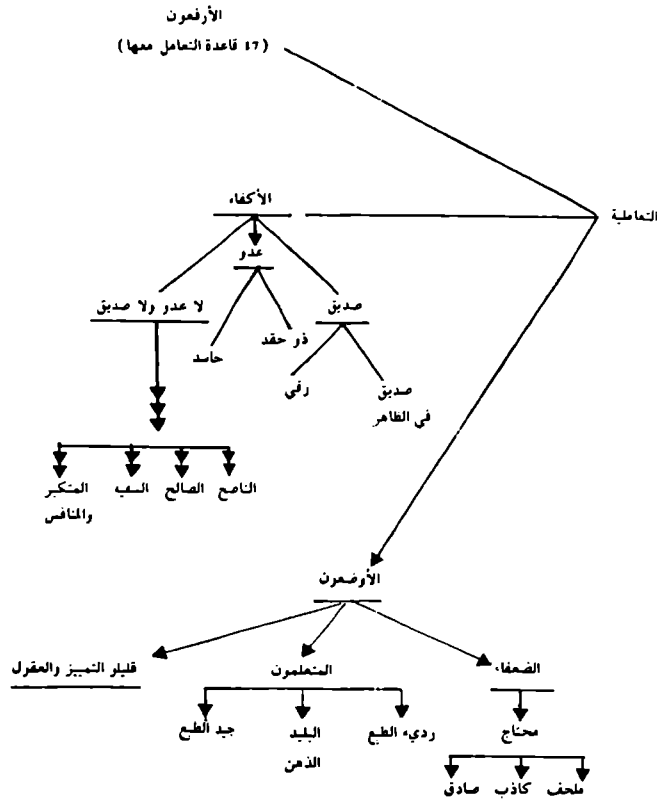 الأرفعون
(17 قاعدة التعامل معها)
التعاملية
الأكفاء
عدو
صديق
لا عدو ولا صديق
ذو حقد
حاسد
صديق
في الظاهر
رفي
الناصح
الصالح
السفيه
المتكبر
والمنافس
الأوضعون
الضعفاء
المتعلمون
قليلو التمييز والعقول
محتاج
رديء الطبع
البليد
الذهن
جيد الطبع
ملحف
كاذب
صادق